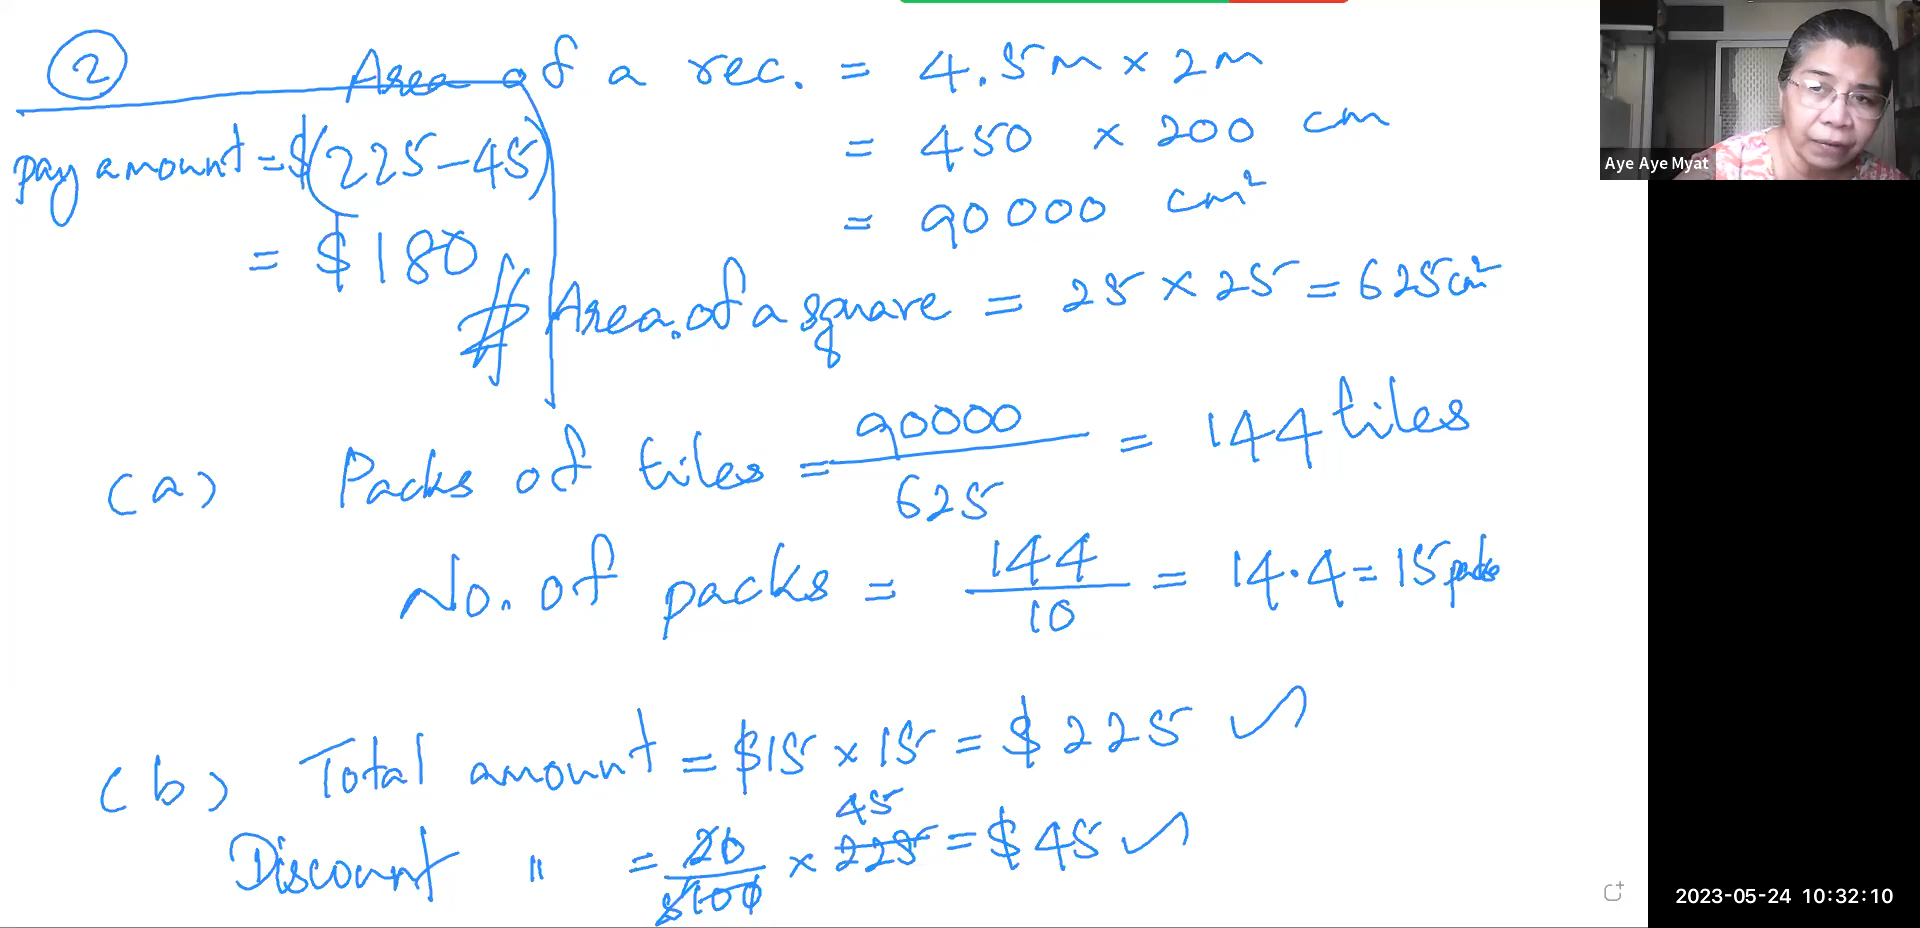 ②
Area of a rec. = 4.5m × 2m
= 450 × 200 cm
= 90000 cm²
Area.of a square = 25 × 25 = 625cm²
(a) Packs of tiles = 90000/625 = 144 tiles
No. of packs = 144/10 = 14.4 = 15 packs
(b) Total amount = $15 × 15 = $225
45
Discount " = 20/100 × 225 = $45
pay amount = $(225-45)
= $180
Aye Aye Myat
2023-05-24 10:32:10